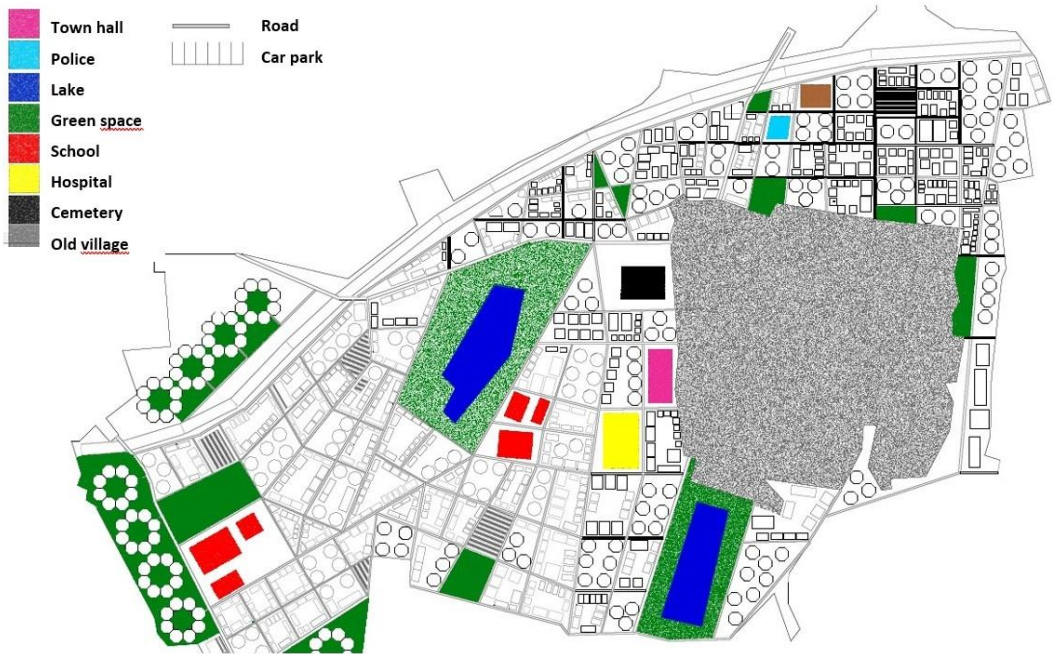 Town hall
Police
Lake
Green space
School
Hospital
Cemetery
Old village
Road
Car park